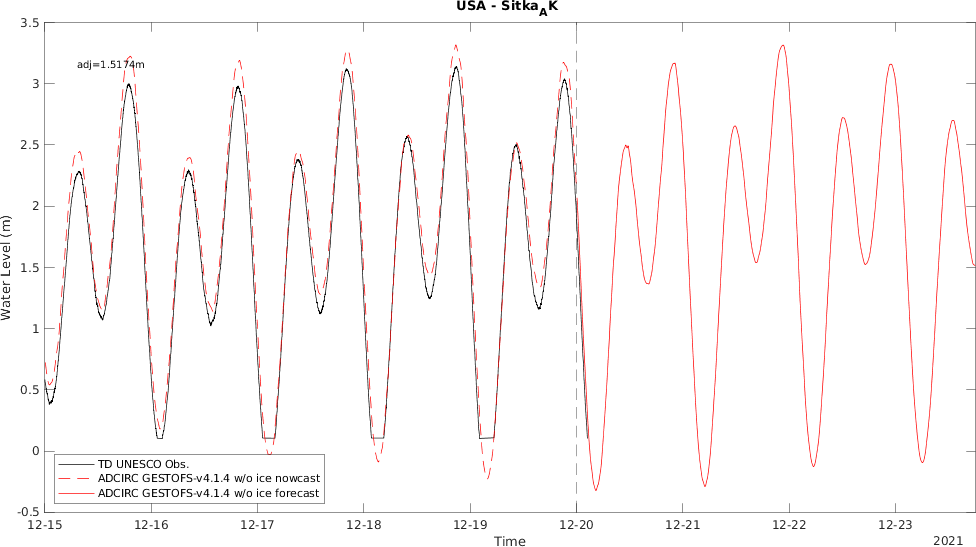 USA - SitkaAK
3.5
adj=1.5174m
3
2.5
2
1.5
1
0.5
0
-0.5
Water Level (m)
TD UNESCO Obs.
ADCIRC GESTOFS-v4.1.4 w/o ice nowcast
ADCIRC GESTOFS-v4.1.4 w/o ice forecast
12-15 12-16 12-17 12-18 12-19 12-20 12-21 12-22 12-23
Time
2021